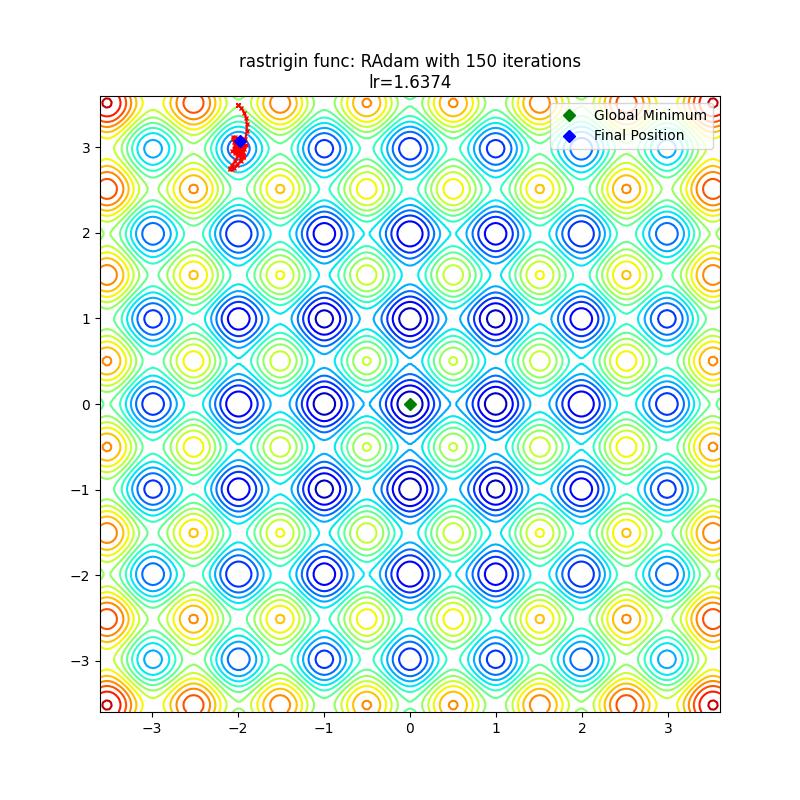 rastrigin func: RAdam with 150 iterations
lr=1.6374
Global Minimum
Final Position
3
2
1
0
−1
−2
−3
−3 −2 −1 0 1 2 3